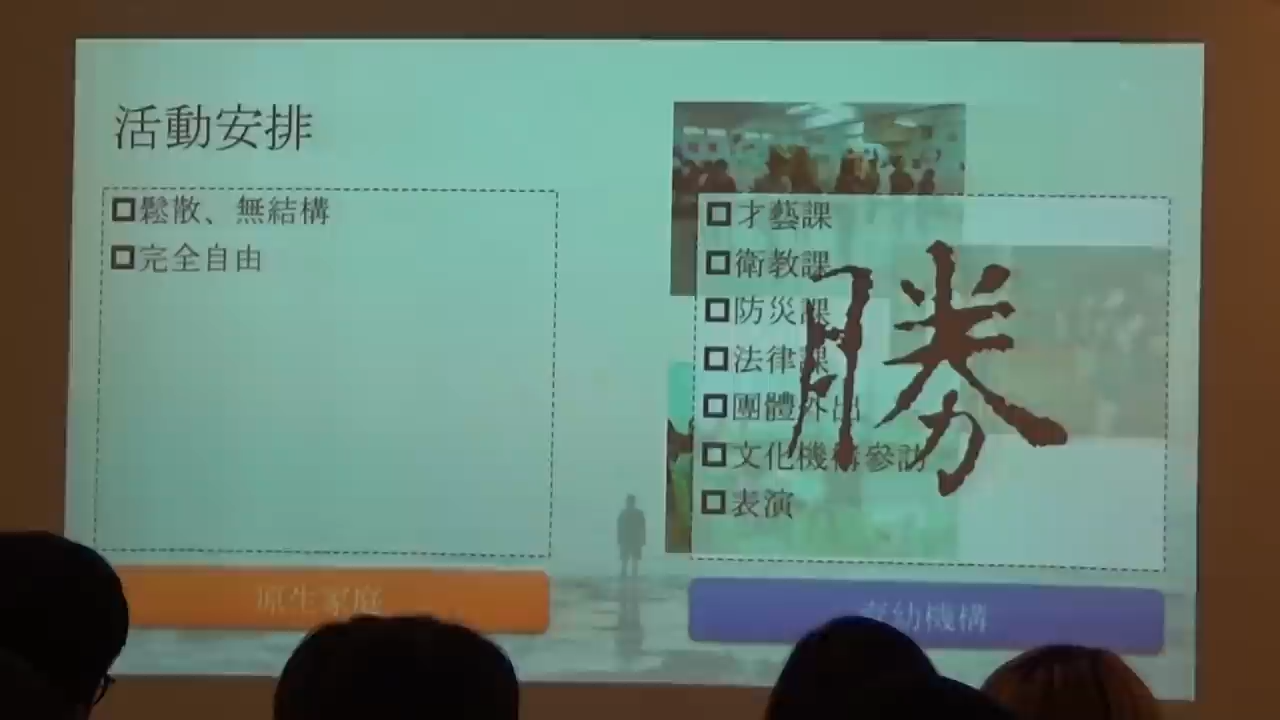 活動安排
鬆散、無結構
完全自由
原生家庭
才藝課
衛教課
防災課
法律課
團體外出
文化機構參訪
表演
勝
幼機構